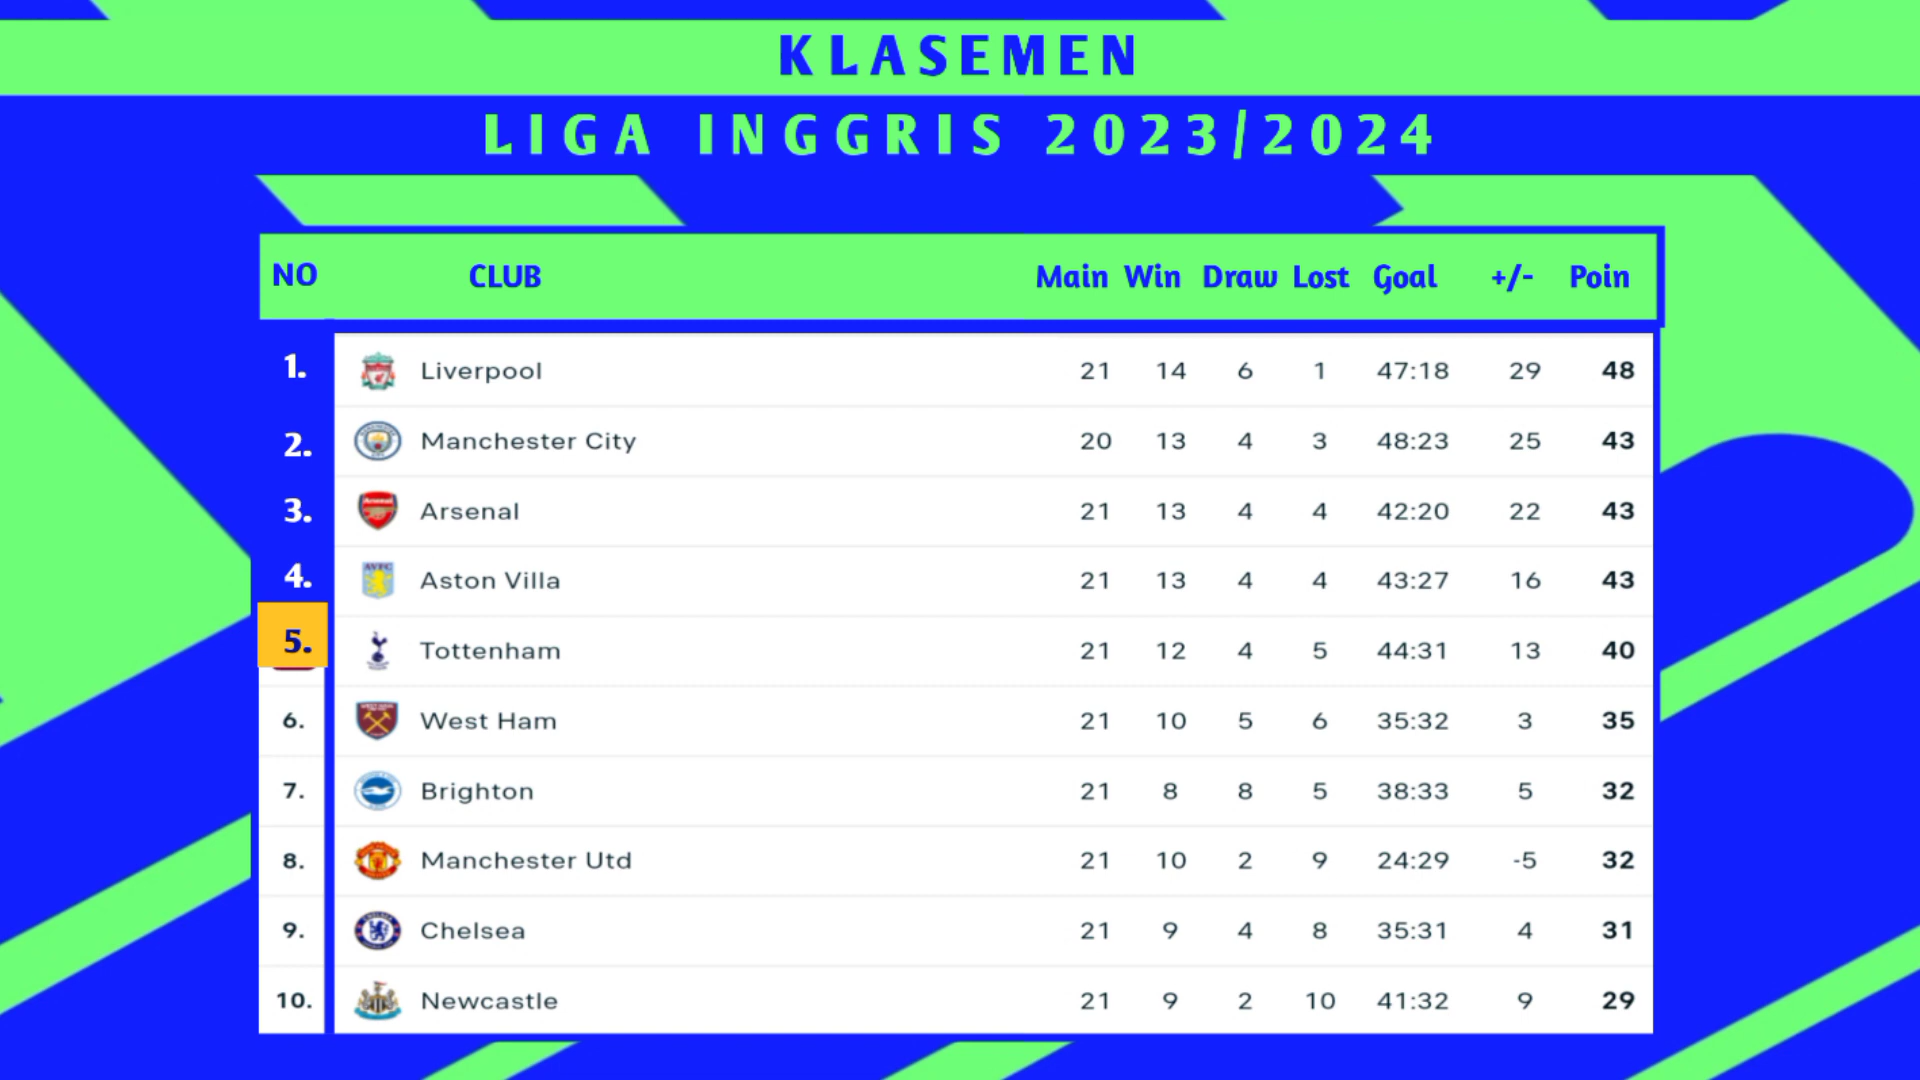 KLASEMEN
LIGA INGGRIS 2023/2024
NO CLUB Main Win Draw Lost Goal +/- Poin
1. Liverpool 21 14 6 1 47:18 29 48
2. Manchester City 20 13 4 3 48:23 25 43
3. Arsenal 21 13 4 4 42:20 22 43
4. Aston Villa 21 13 4 4 43:27 16 43
5. Tottenham 21 12 4 5 44:31 13 40
6. West Ham 21 10 5 6 35:32 3 35
7. Brighton 21 8 8 5 38:33 5 32
8. Manchester Utd 21 10 2 9 24:29 -5 32
9. Chelsea 21 9 4 8 35:31 4 31
10. Newcastle 21 9 2 10 41:32 9 29